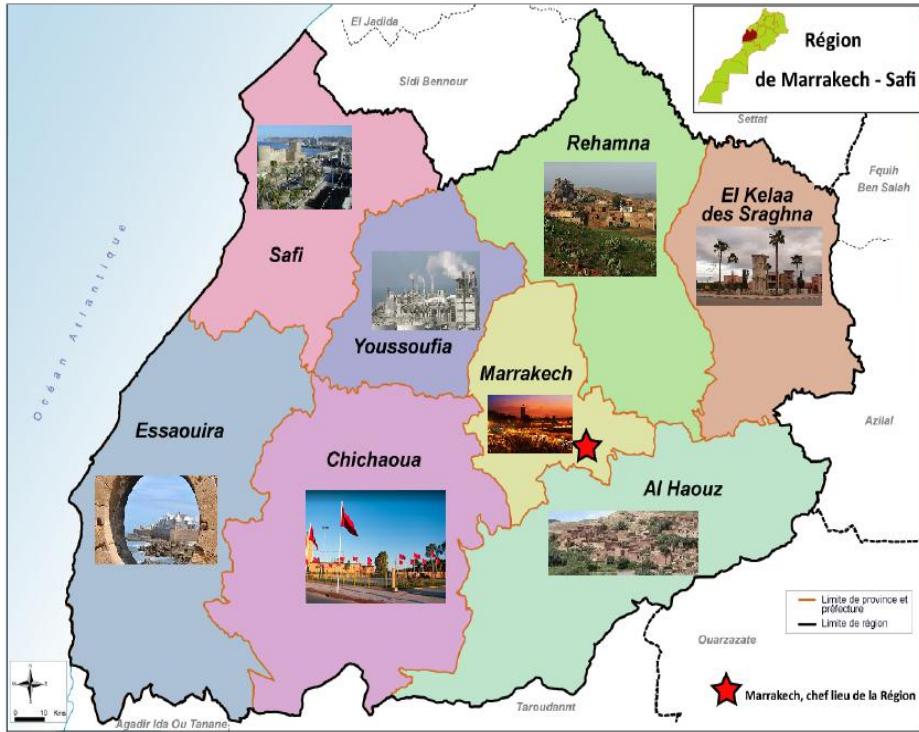 El Jadida
Sidi Bennour
Région
de Marrakech - Safi
Settat
Fquih
Ben Salah
Rehamna
El Kelaa
des Sraghna
Safi
Océan Atlantique
Youssoufia
Marrakech
Essaouira
Chichaoua
Azilal
Al Haouz
Limite de province et
préfecture
Limite de région
Ouarzazate
Marrakech, chef lieu de la Région
Taroudannt
Agadir Ida Ou Tanane
N
S
0 10 Kms